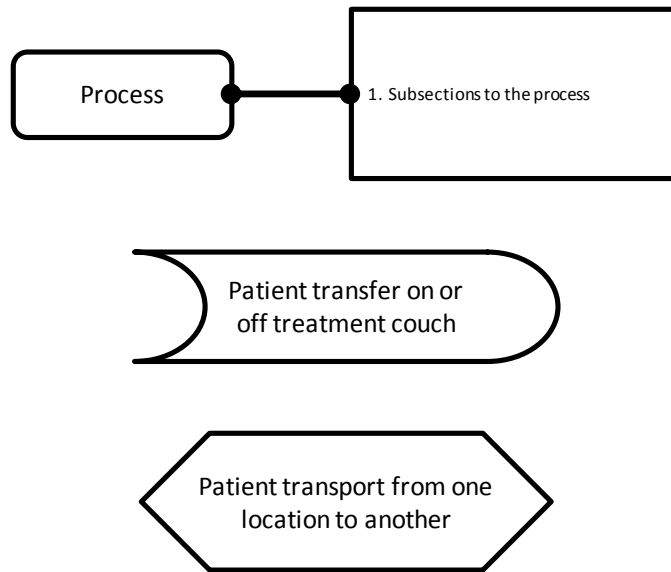 Process
1. Subsections to the process
Patient transfer on or
off treatment couch
Patient transport from one
location to another